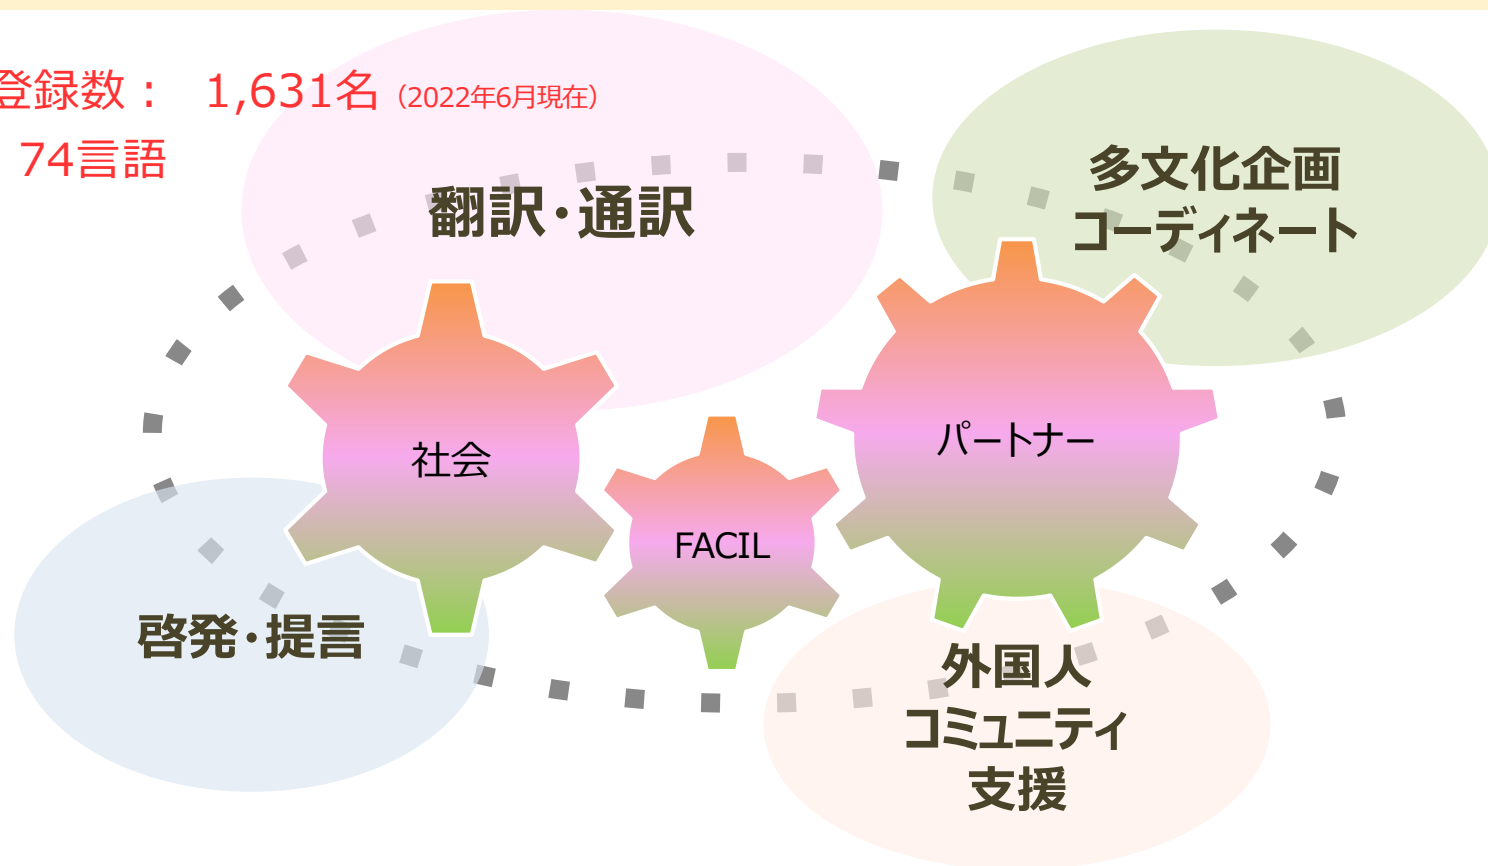 登録数： 1,631名（2022年6月現在）
74言語
翻訳・通訳
多文化企画
コーディネート
社会
パートナー
FACIL
啓発・提言
外国人
コミュニティ
支援